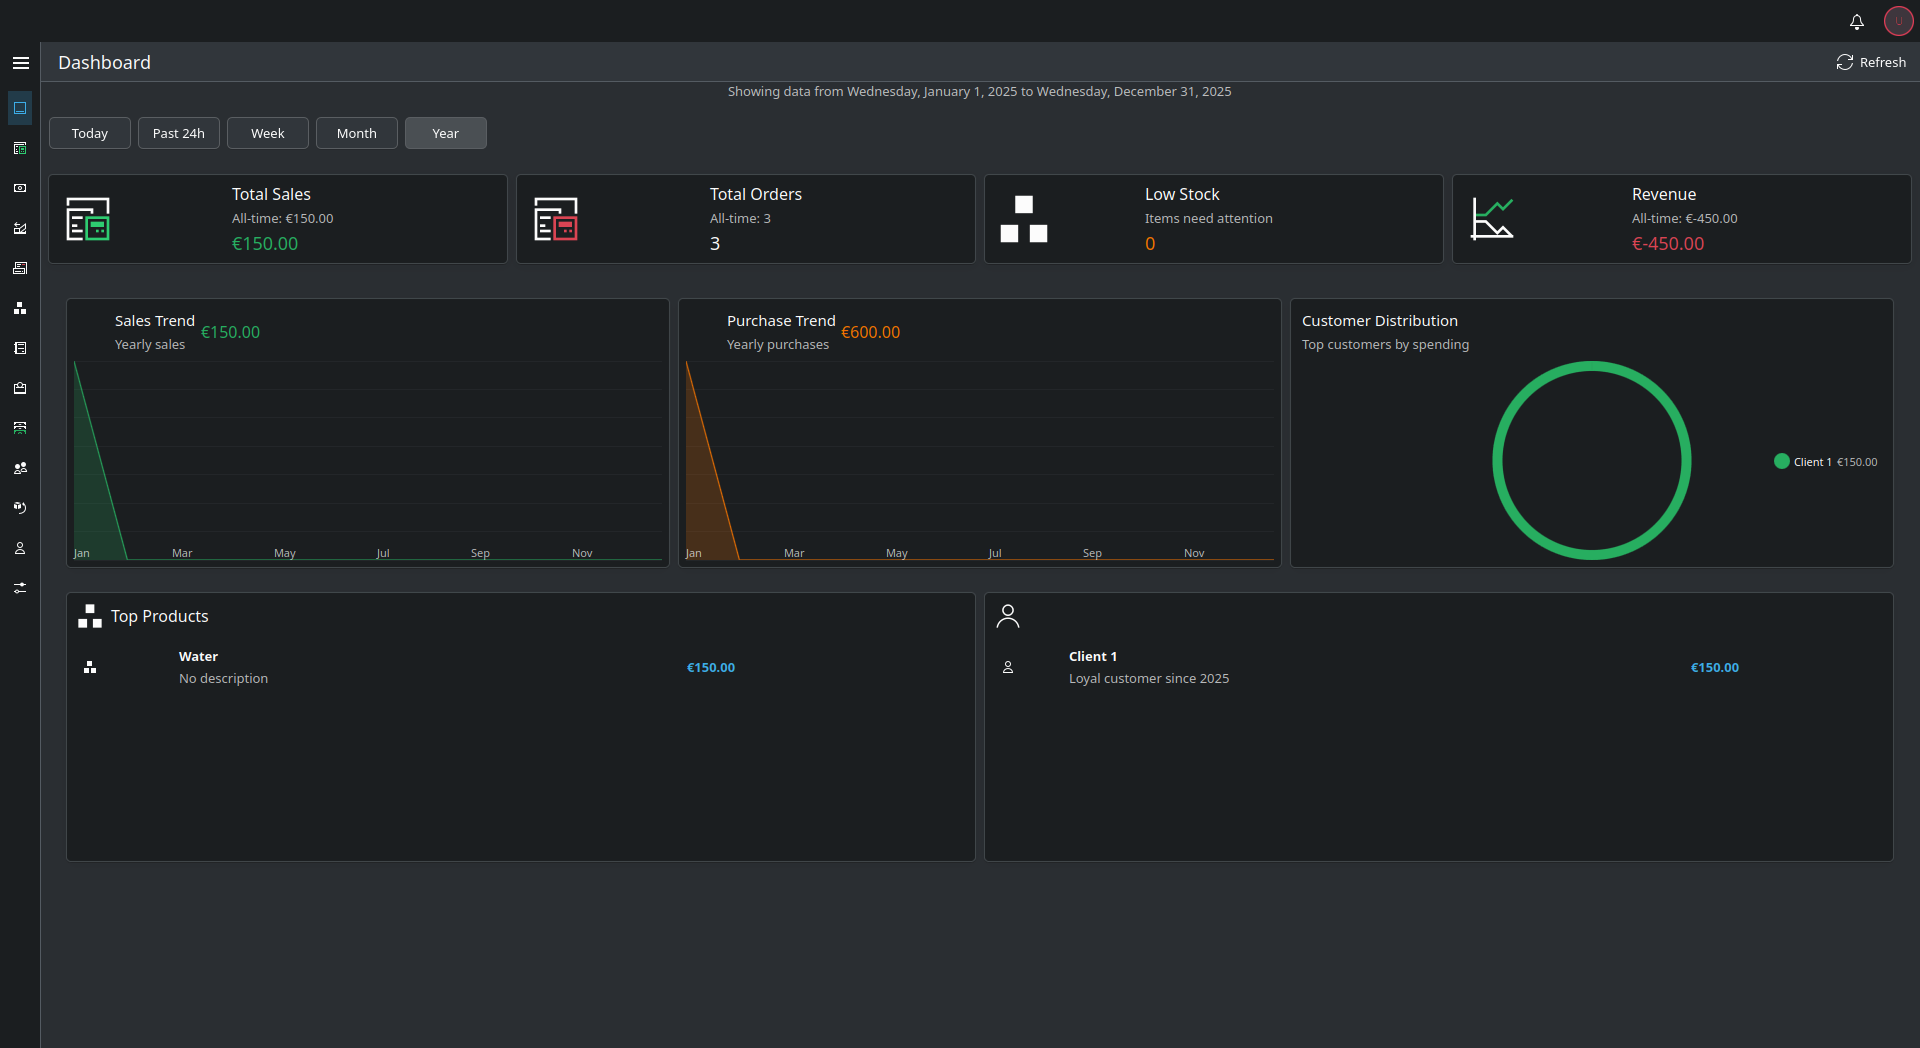 U
Dashboard
Refresh
Showing data from Wednesday, January 1, 2025 to Wednesday, December 31, 2025
Today
Past 24h
Week
Month
Year
Total Sales
All-time: €150.00
€150.00
Total Orders
All-time: 3
3
Low Stock
Items need attention
0
Revenue
All-time: €-450.00
€-450.00
Sales Trend
Yearly sales
€150.00
Jan
Mar
May
Jul
Sep
Nov
Purchase Trend
Yearly purchases
€600.00
Jan
Mar
May
Jul
Sep
Nov
Customer Distribution
Top customers by spending
Client 1 €150.00
Top Products
Water
No description
€150.00
Client 1
Loyal customer since 2025
€150.00